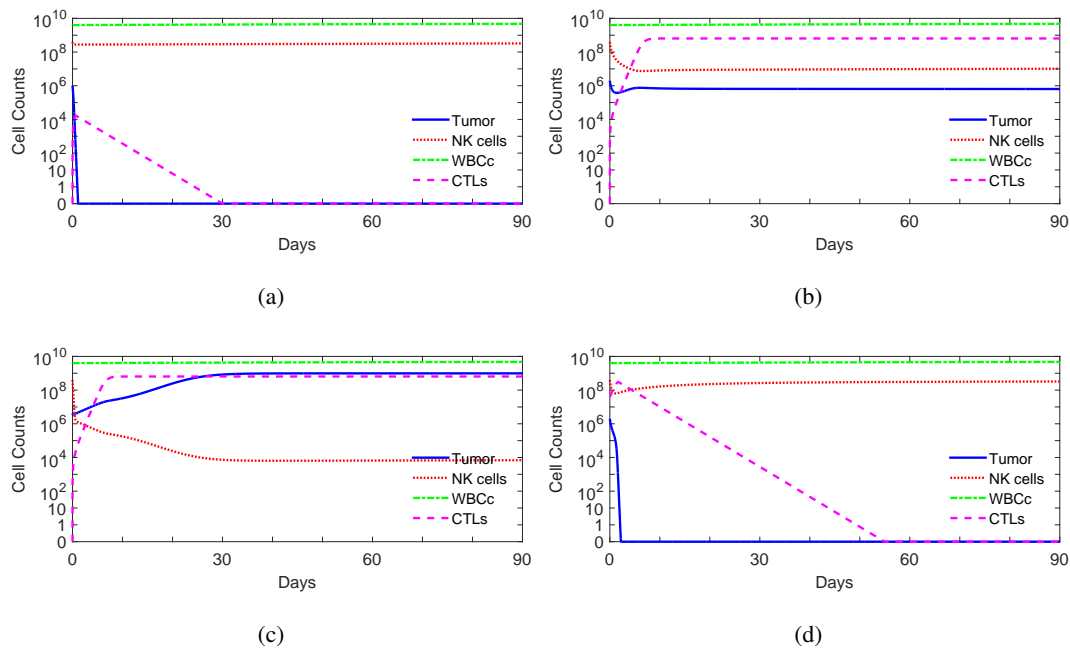 10^10
10^8
10^6
10^4
10^2
10
1
0
Cell Counts
0 30 60 90
Days
Tumor
NK cells
WBCc
CTLs
(a)
10^10
10^8
10^6
10^4
10^2
10
1
0
Cell Counts
0 30 60 90
Days
Tumor
NK cells
WBCc
CTLs
(b)
10^10
10^8
10^6
10^4
10^2
10
1
0
Cell Counts
0 30 60 90
Days
Tumor
NK cells
WBCc
CTLs
(c)
10^10
10^8
10^6
10^4
10^2
10
1
0
Cell Counts
0 30 60 90
Days
Tumor
NK cells
WBCc
CTLs
(d)